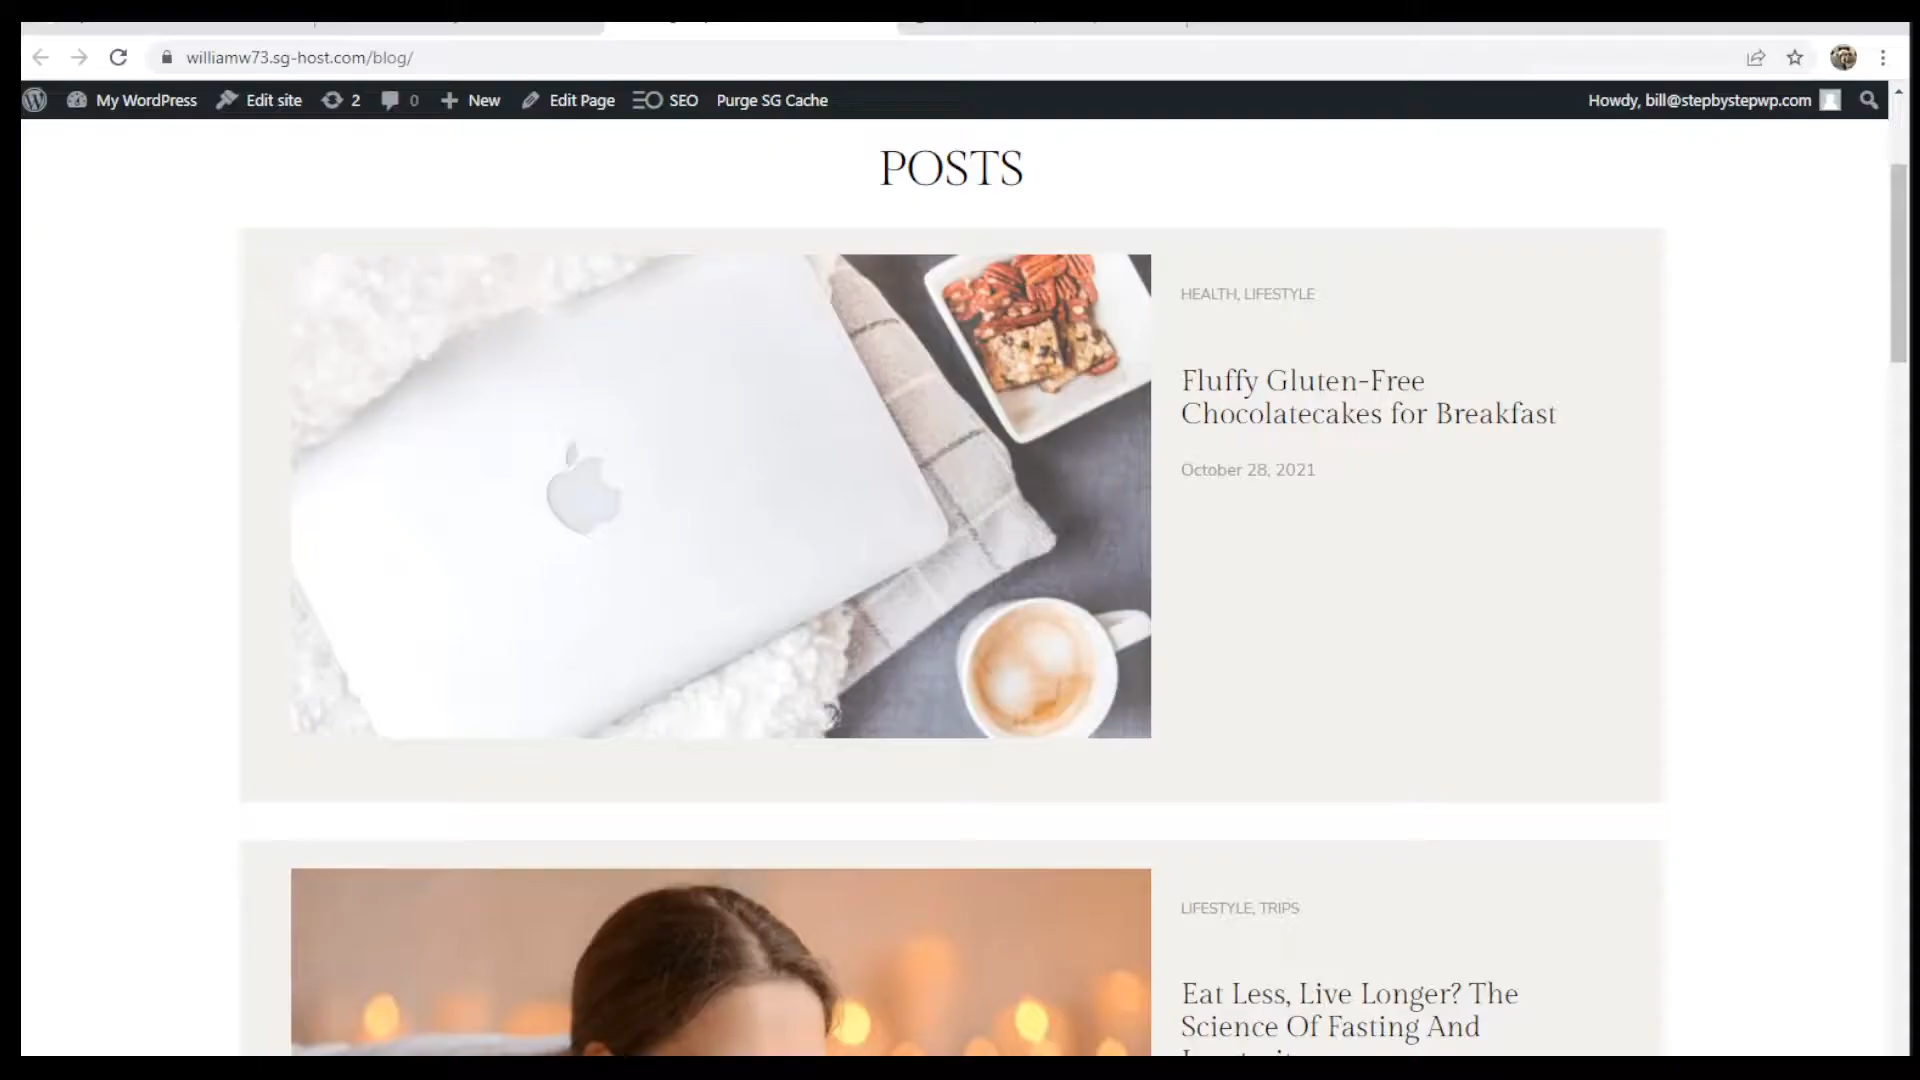 williamw73.sg-host.com/blog/
My WordPress Edit site 2 0 New Edit Page SEO Purge SG Cache Howdy, bill@stepbystepwp.com
POSTS
HEALTH, LIFESTYLE
Fluffy Gluten-Free
Chocolatecakes for Breakfast
October 28, 2021
LIFESTYLE, TRIPS
Eat Less, Live Longer? The
Science Of Fasting And